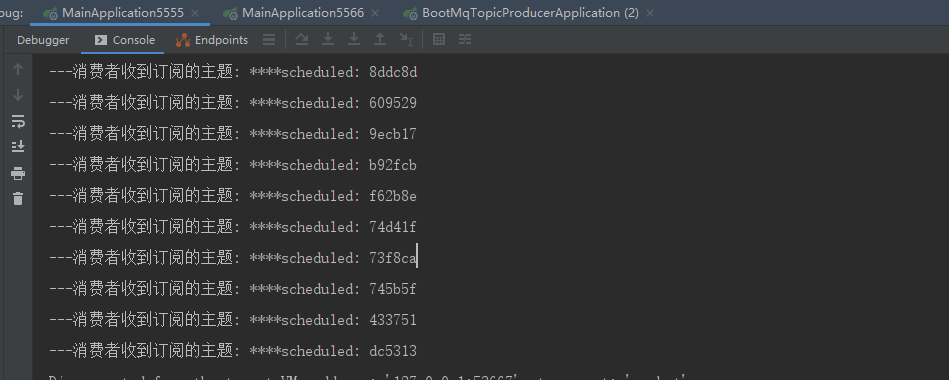 bug:
MainApplication5555
MainApplication5566
BootMqTopicProducerApplication (2)
Debugger
Console
Endpoints
---消费者收到订阅的主题: ****scheduled: 8ddc8d
---消费者收到订阅的主题: ****scheduled: 609529
---消费者收到订阅的主题: ****scheduled: 9ecb17
---消费者收到订阅的主题: ****scheduled: b92fcb
---消费者收到订阅的主题: ****scheduled: f62b8e
---消费者收到订阅的主题: ****scheduled: 74d41f
---消费者收到订阅的主题: ****scheduled: 73f8ca
---消费者收到订阅的主题: ****scheduled: 745b5f
---消费者收到订阅的主题: ****scheduled: 433751
---消费者收到订阅的主题: ****scheduled: dc5313